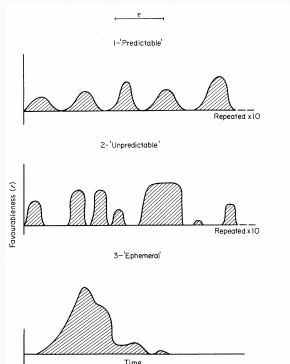 τ
1-'Predictable'
Repeated x10
2-'Unpredictable'
Repeated x10
Favourableness (r)
3-'Ephemeral'
Time